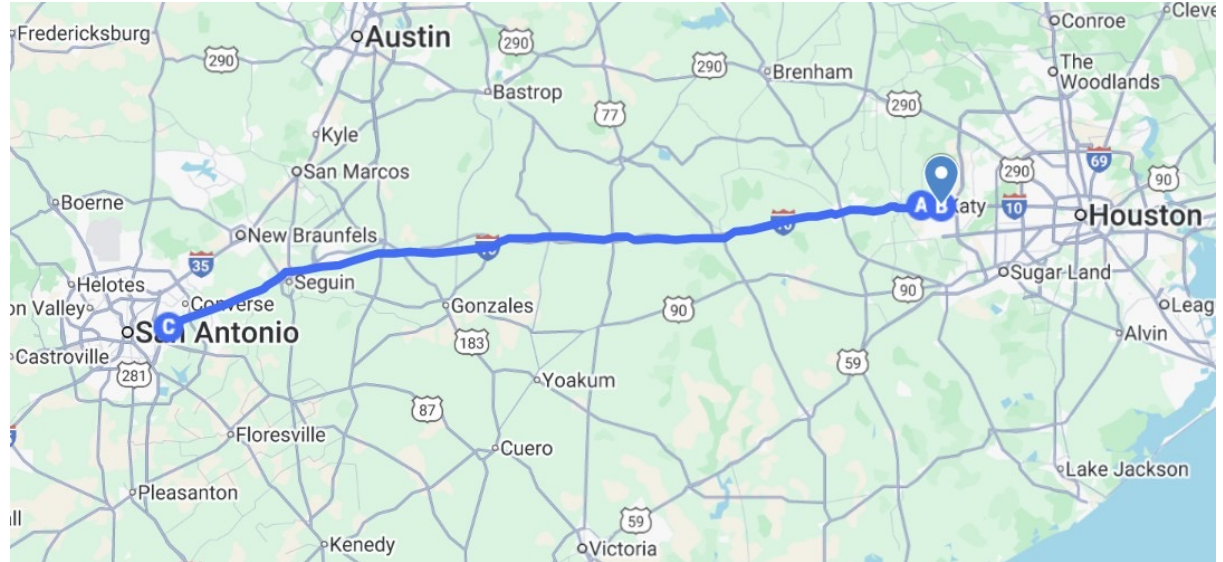 Fredericksburg
Austin
Conroe
Cleve
290
290
290
Brenham
The
Woodlands
Bastrop
290
77
Kyle
69
San Marcos
290
90
Boerne
A
B
Katy
10
Houston
New Braunfels
35
10
10
Helotes
Seguin
Sugar Land
on Valley
Converse
90
Leag
C
Gonzales
90
San Antonio
Alvin
Castroville
183
281
59
Yoakum
87
Floresville
Cuero
Lake Jackson
Pleasanton
59
ll
Kenedy
Victoria